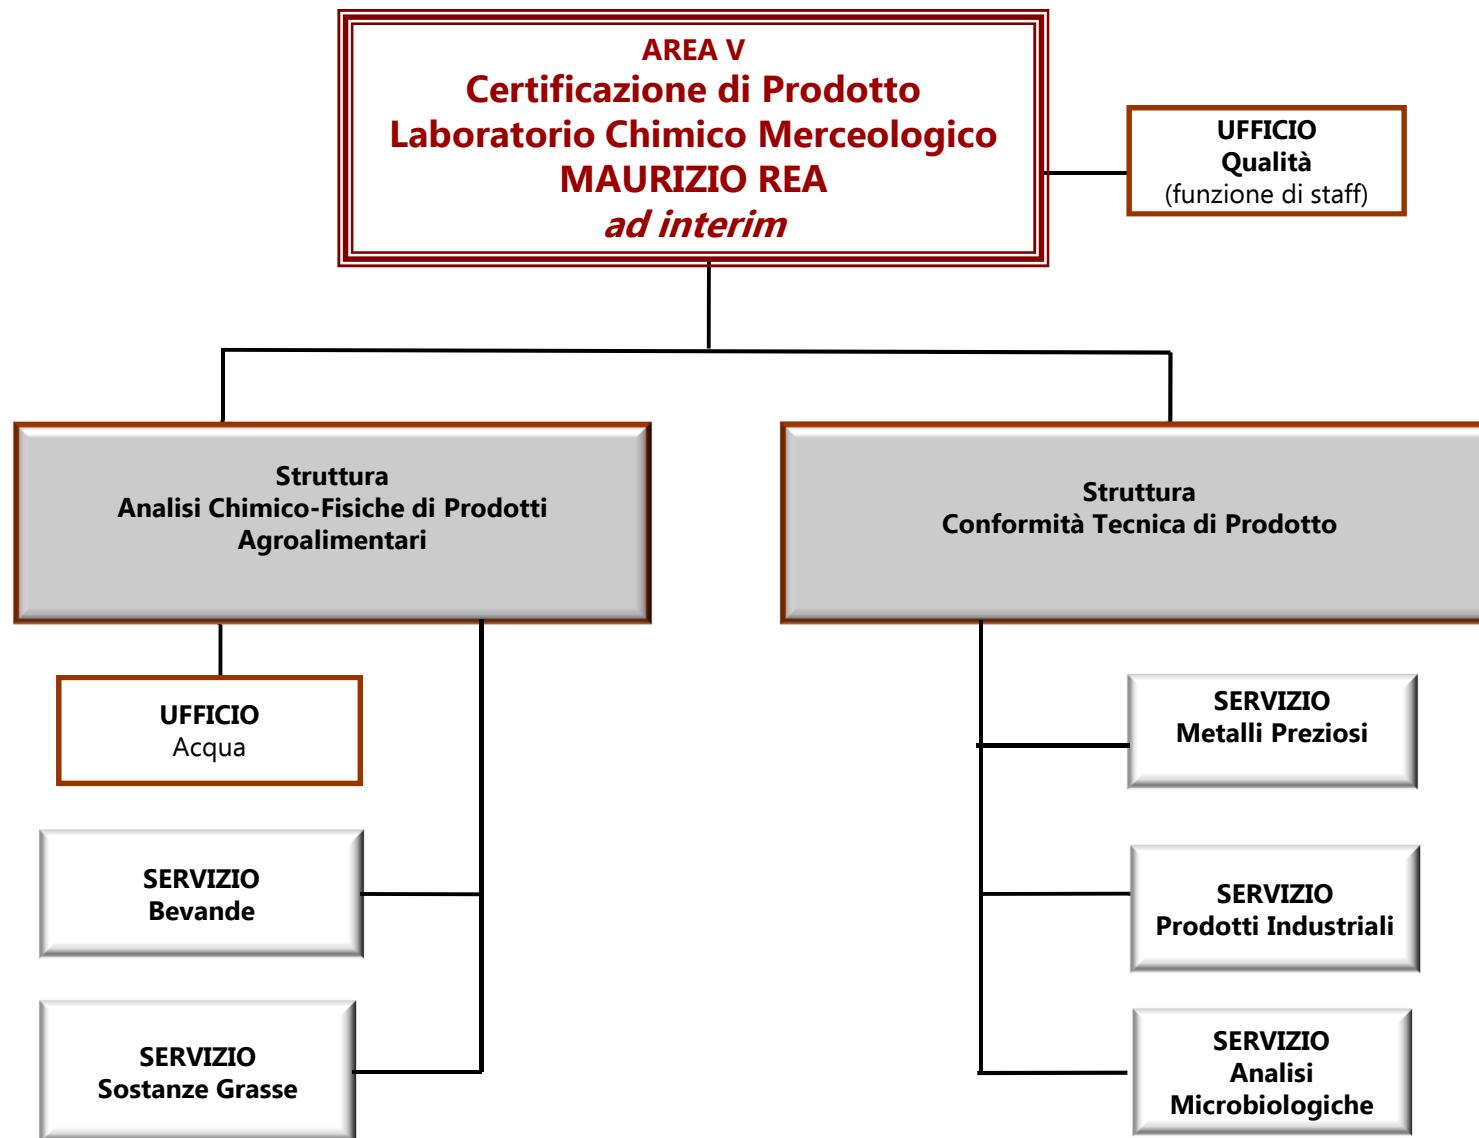 AREA V
Certificazione di Prodotto
Laboratorio Chimico Merceologico
MAURIZIO REA
ad interim
UFFICIO
Qualità
(funzione di staff)
Struttura
Analisi Chimico-Fisiche di Prodotti
Agroalimentari
Struttura
Conformità Tecnica di Prodotto
UFFICIO
Acqua
SERVIZIO
Bevande
SERVIZIO
Sostanze Grasse
SERVIZIO
Metalli Preziosi
SERVIZIO
Prodotti Industriali
SERVIZIO
Analisi
Microbiologiche